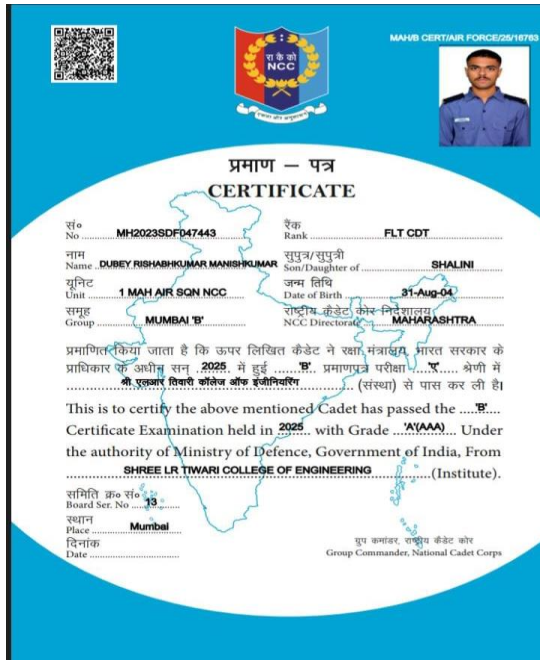 MAH/B CERT/AIR FORCE/25/16763
रा कै को
NCC
एकता और अनुशासन
प्रमाण – पत्र
CERTIFICATE
सं॰ रैंक
No MH2023SDF047443 Rank FLT CDT
नाम सुपुत्र/सुपुत्री
Name DUBEY RISHABHKUMAR MANISHKUMAR Son/Daughter of SHALINI
यूनिट जन्म तिथि
Unit 1 MAH AIR SQN NCC Date of Birth 31-Aug-04
समूह राष्ट्रीय कैडेट कोर निदेशालय
Group MUMBAI 'B' NCC Directorate MAHARASHTRA
प्रमाणित किया जाता है कि ऊपर लिखित कैडेट ने रक्षा मंत्रालय भारत सरकार के
प्राधिकार के अधीन सन् 2025 में हुई 'B' प्रमाणपत्र परीक्षा 'ए' श्रेणी में
श्री एलआर तिवारी कॉलेज ऑफ इंजीनियरिंग (संस्था) से पास कर ली है।
This is to certify the above mentioned Cadet has passed the 'B'
Certificate Examination held in 2025 with Grade 'A'(AAA) Under
the authority of Ministry of Defence, Government of India, From
SHREE LR TIWARI COLLEGE OF ENGINEERING (Institute).
समिति क्र॰ सं॰
Board Ser. No 13
स्थान
Place Mumbai
दिनांक
Date
ग्रुप कमांडर, राष्ट्रीय कैडेट कोर
Group Commander, National Cadet Corps